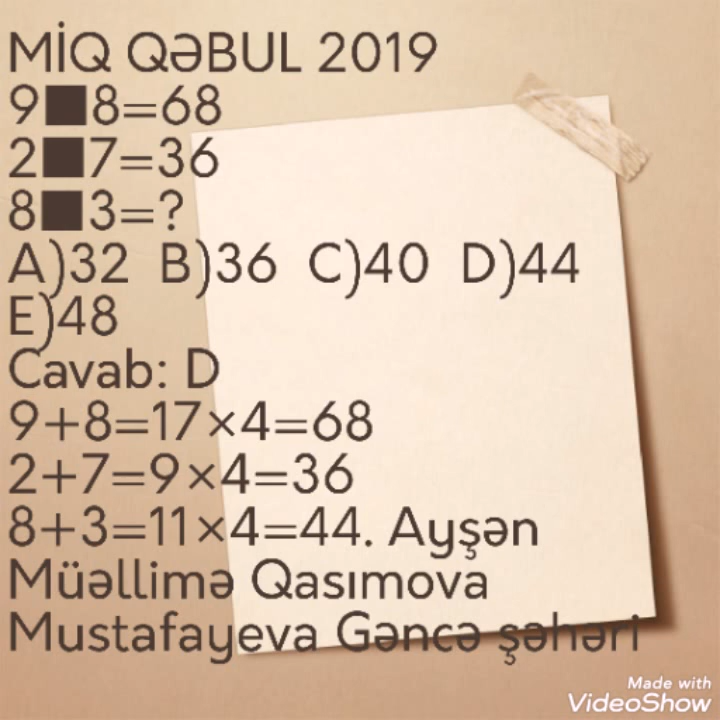 MİQ QƏBUL 2019
9■8=68
2■7=36
8■3=?
A)32 B)36 C)40 D)44
E)48
Cavab: D
9+8=17×4=68
2+7=9×4=36
8+3=11×4=44. Ayşən
Müəllimə Qasımova
Mustafayeva Gəncə şəhəri
Made with
VideoShow